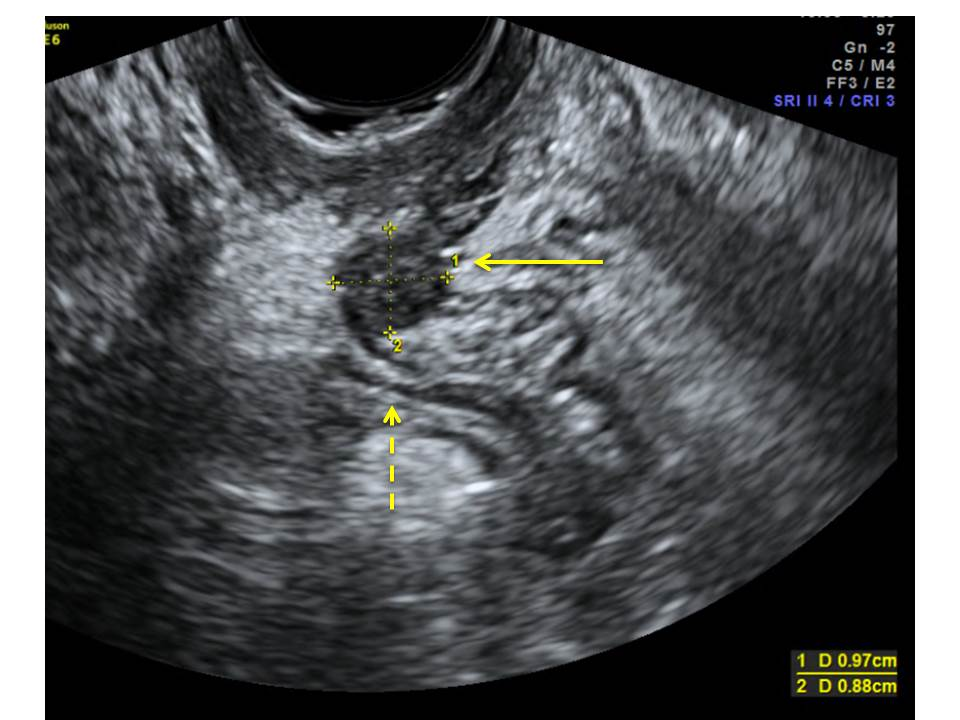 E6
97
Gn -2
C5 / M4
FF3 / E2
SRI II 4 / CRI 3
1
2
1 D 0.97cm
2 D 0.88cm